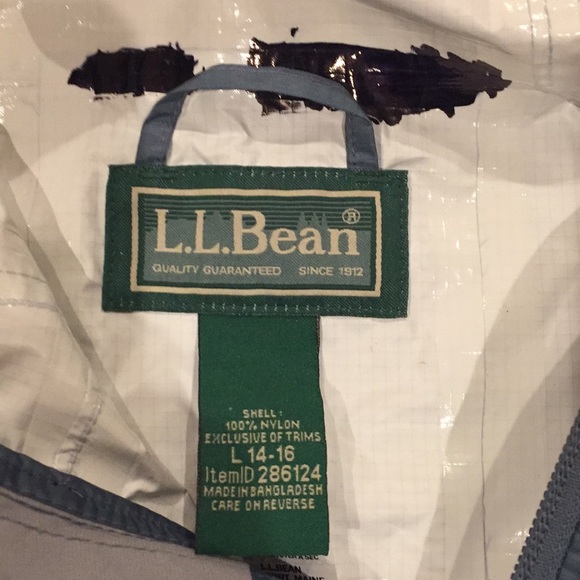 L.L.Bean®
QUALITY GUARANTEED SINCE 1912
SHELL:
100% NYLON
EXCLUSIVE OF TRIMS
L 14-16
ItemID 286124
MADE IN BANGLADESH
CARE ON REVERSE
L.L.BEAN